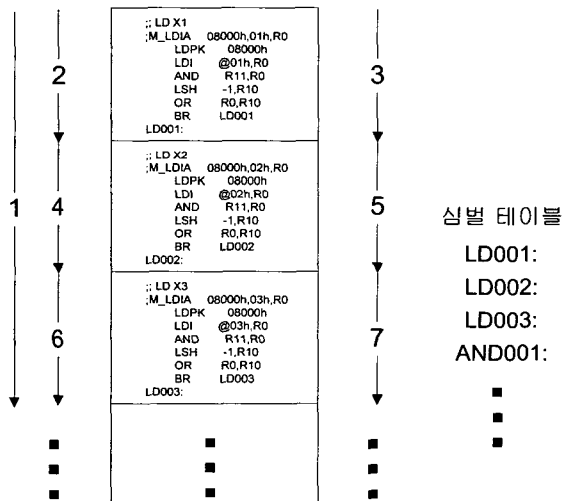 ;; LD X1
;M_LDIA 08000h,01h,R0
LDPK 08000h
LDI @01h,R0
AND R11,R0
LSH -1,R10
OR R0,R10
BR LD001
LD001:
;; LD X2
;M_LDIA 08000h,02h,R0
LDPK 08000h
LDI @02h,R0
AND R11,R0
LSH -1,R10
OR R0,R10
BR LD002
LD002:
;; LD X3
;M_LDIA 08000h,03h,R0
LDPK 08000h
LDI @03h,R0
AND R11,R0
LSH -1,R10
OR R0,R10
BR LD003
LD003:
1
2
3
4
5
6
7
심벌 테이블
LD001:
LD002:
LD003:
AND001: